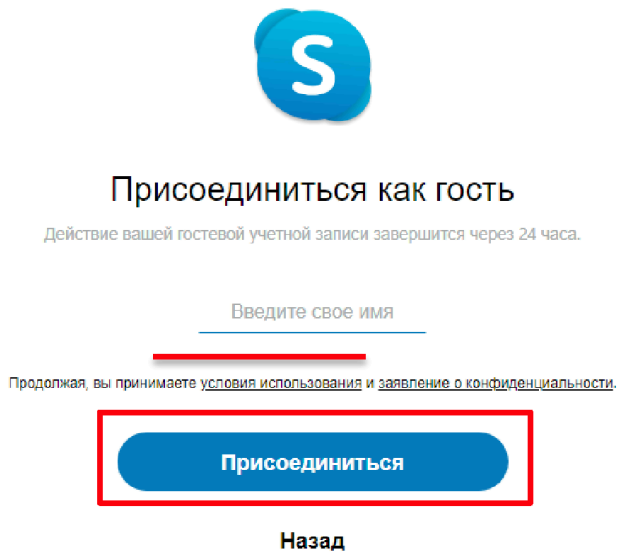 S
Присоединиться как гость
Действие вашей гостевой учетной записи завершится через 24 часа.
Введите свое имя
Продолжая, вы принимаете условия использования и заявление о конфиденциальности.
Присоединиться
Назад